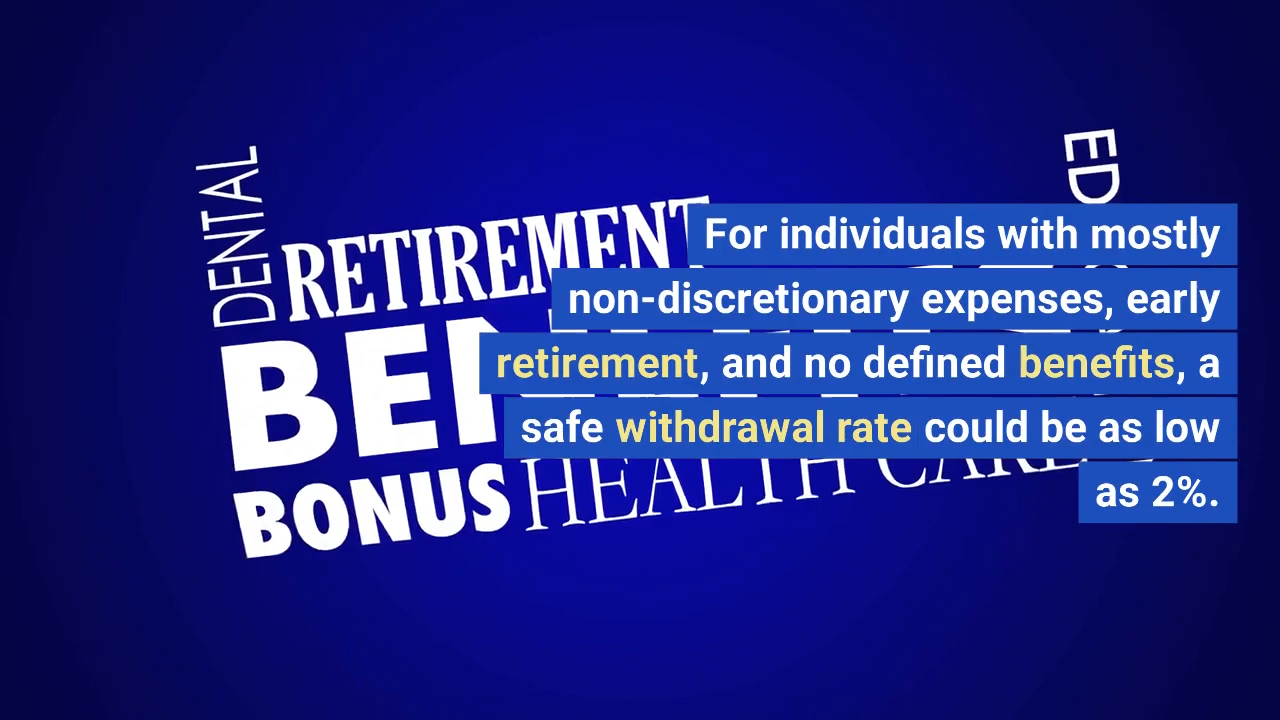 DENTAL
ED
RETIREMENT
BONUS
HEALTH
For individuals with mostly
non-discretionary expenses, early
retirement, and no defined benefits, a
safe withdrawal rate could be as low
as 2%.